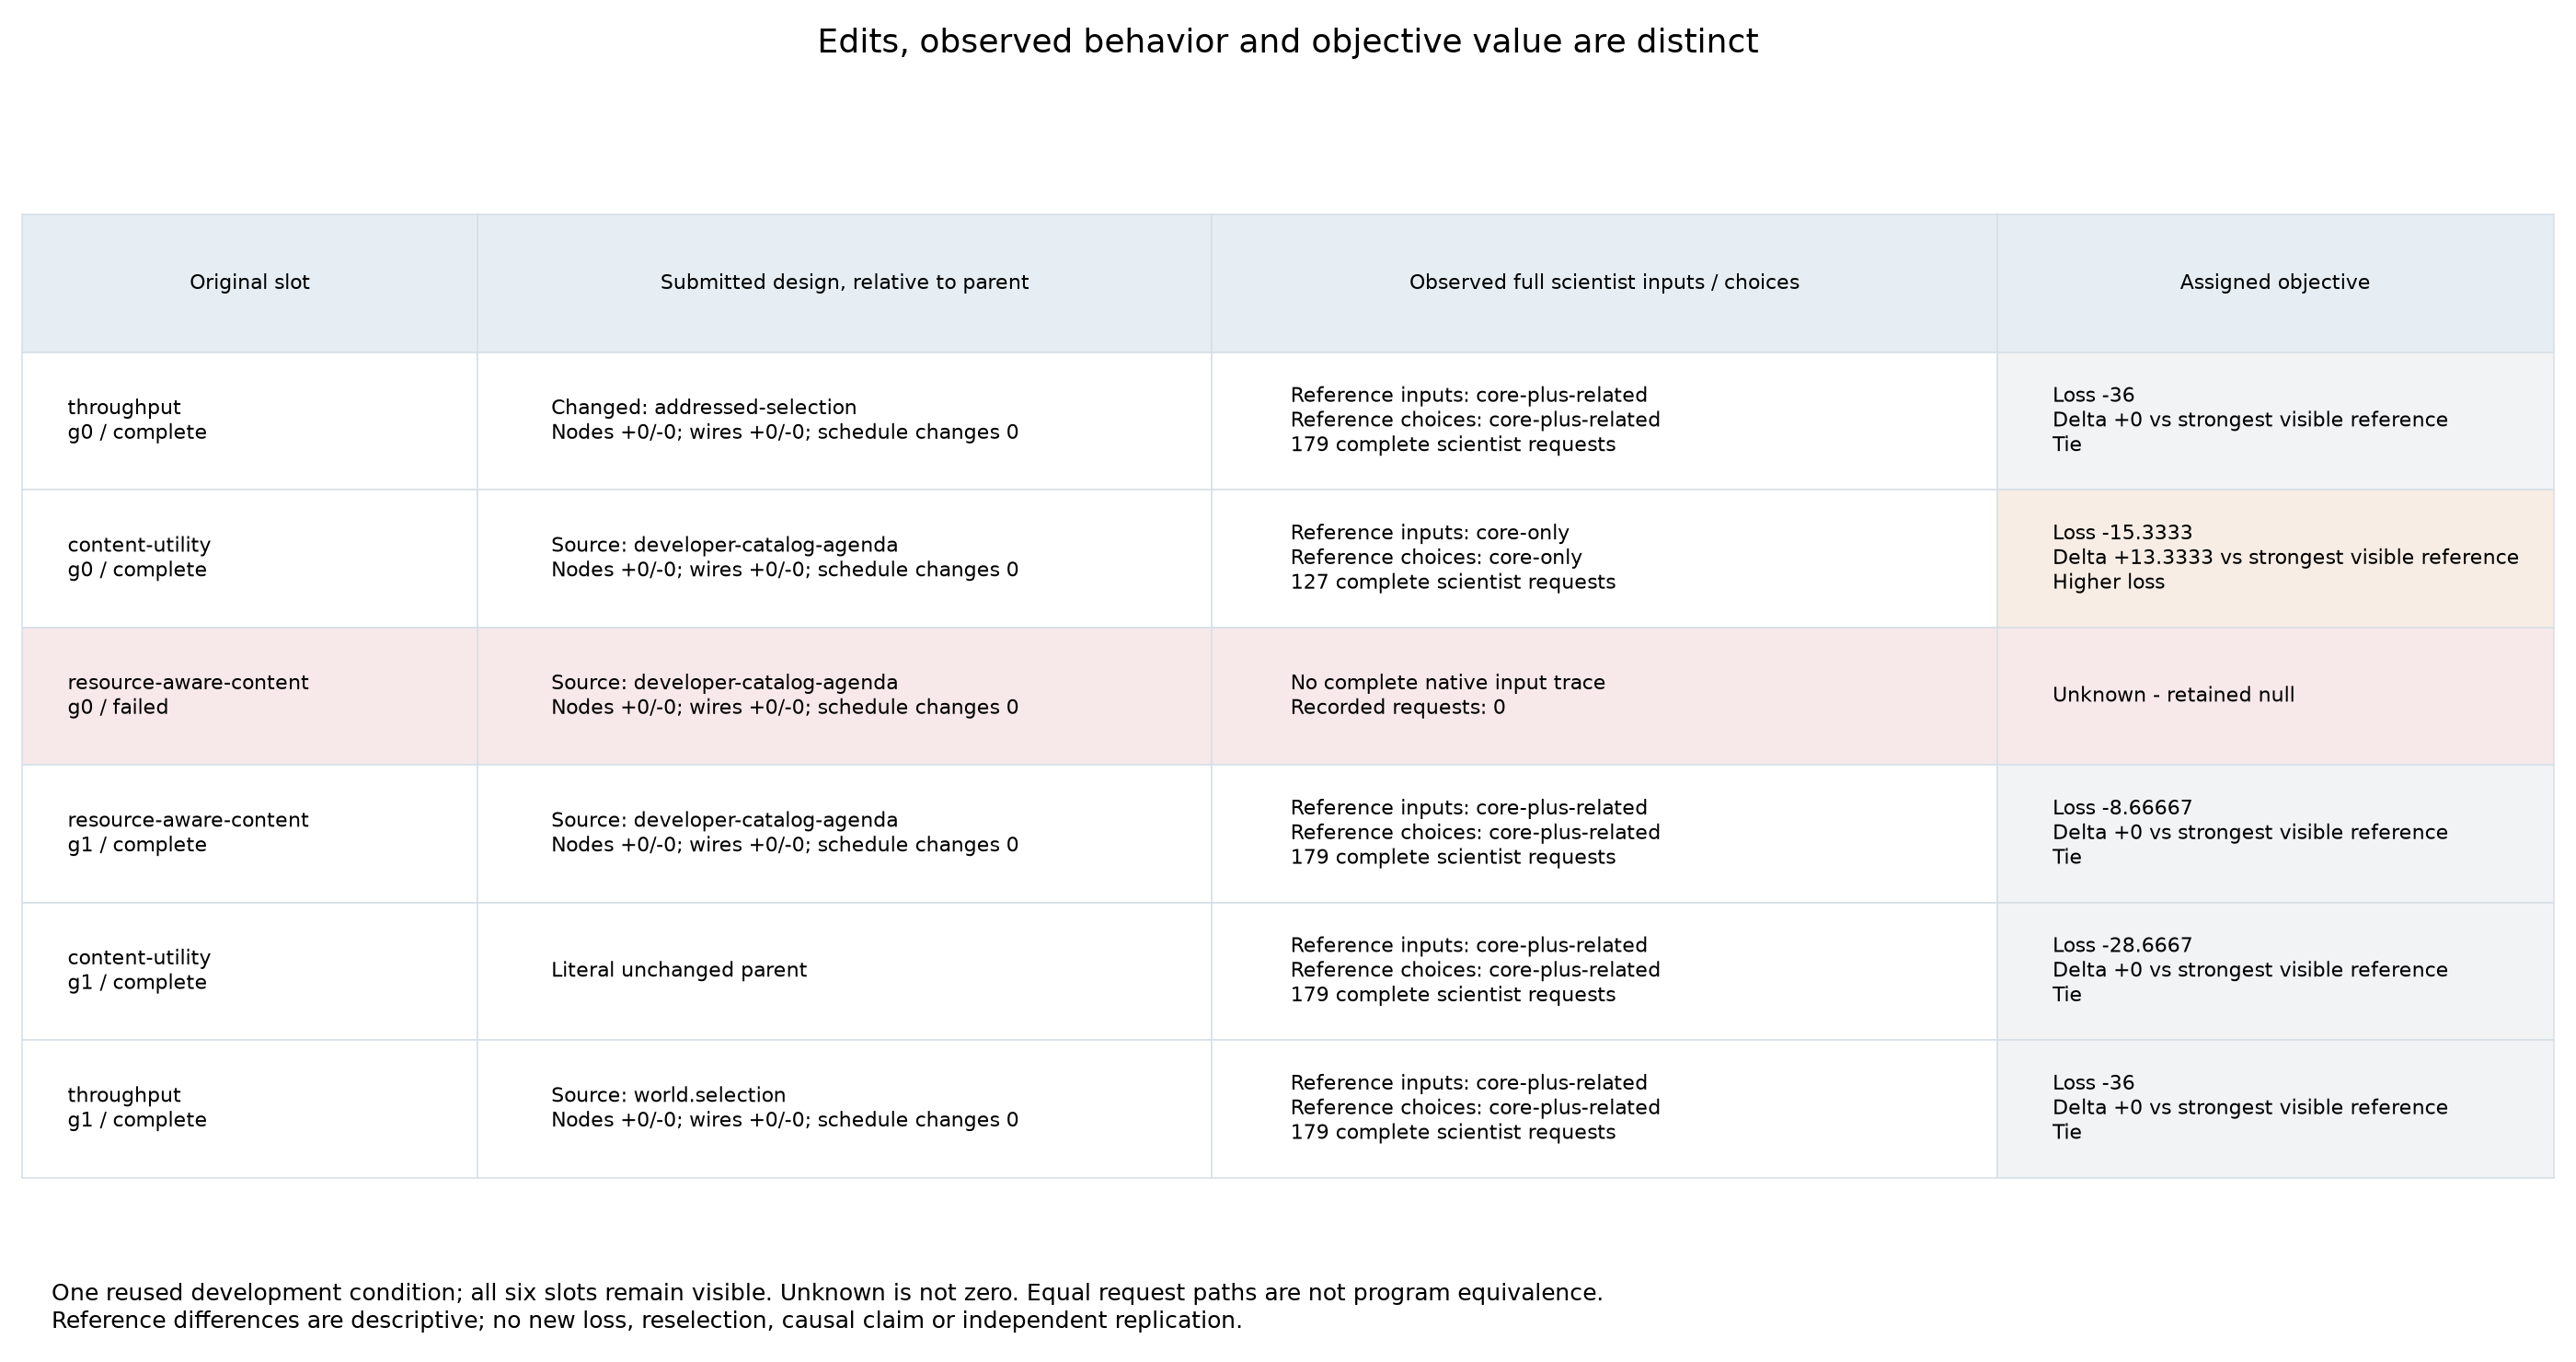 Edits, observed behavior and objective value are distinct
Original slot
Submitted design, relative to parent
Observed full scientist inputs / choices
Assigned objective
throughput
g0 / complete
Changed: addressed-selection
Nodes +0/-0; wires +0/-0; schedule changes 0
Reference inputs: core-plus-related
Reference choices: core-plus-related
179 complete scientist requests
Loss -36
Delta +0 vs strongest visible reference
Tie
content-utility
g0 / complete
Source: developer-catalog-agenda
Nodes +0/-0; wires +0/-0; schedule changes 0
Reference inputs: core-only
Reference choices: core-only
127 complete scientist requests
Loss -15.3333
Delta +13.3333 vs strongest visible reference
Higher loss
resource-aware-content
g0 / failed
Source: developer-catalog-agenda
Nodes +0/-0; wires +0/-0; schedule changes 0
No complete native input trace
Recorded requests: 0
Unknown - retained null
resource-aware-content
g1 / complete
Source: developer-catalog-agenda
Nodes +0/-0; wires +0/-0; schedule changes 0
Reference inputs: core-plus-related
Reference choices: core-plus-related
179 complete scientist requests
Loss -8.66667
Delta +0 vs strongest visible reference
Tie
content-utility
g1 / complete
Literal unchanged parent
Reference inputs: core-plus-related
Reference choices: core-plus-related
179 complete scientist requests
Loss -28.6667
Delta +0 vs strongest visible reference
Tie
throughput
g1 / complete
Source: world.selection
Nodes +0/-0; wires +0/-0; schedule changes 0
Reference inputs: core-plus-related
Reference choices: core-plus-related
179 complete scientist requests
Loss -36
Delta +0 vs strongest visible reference
Tie
One reused development condition; all six slots remain visible. Unknown is not zero. Equal request paths are not program equivalence.
Reference differences are descriptive; no new loss, reselection, causal claim or independent replication.